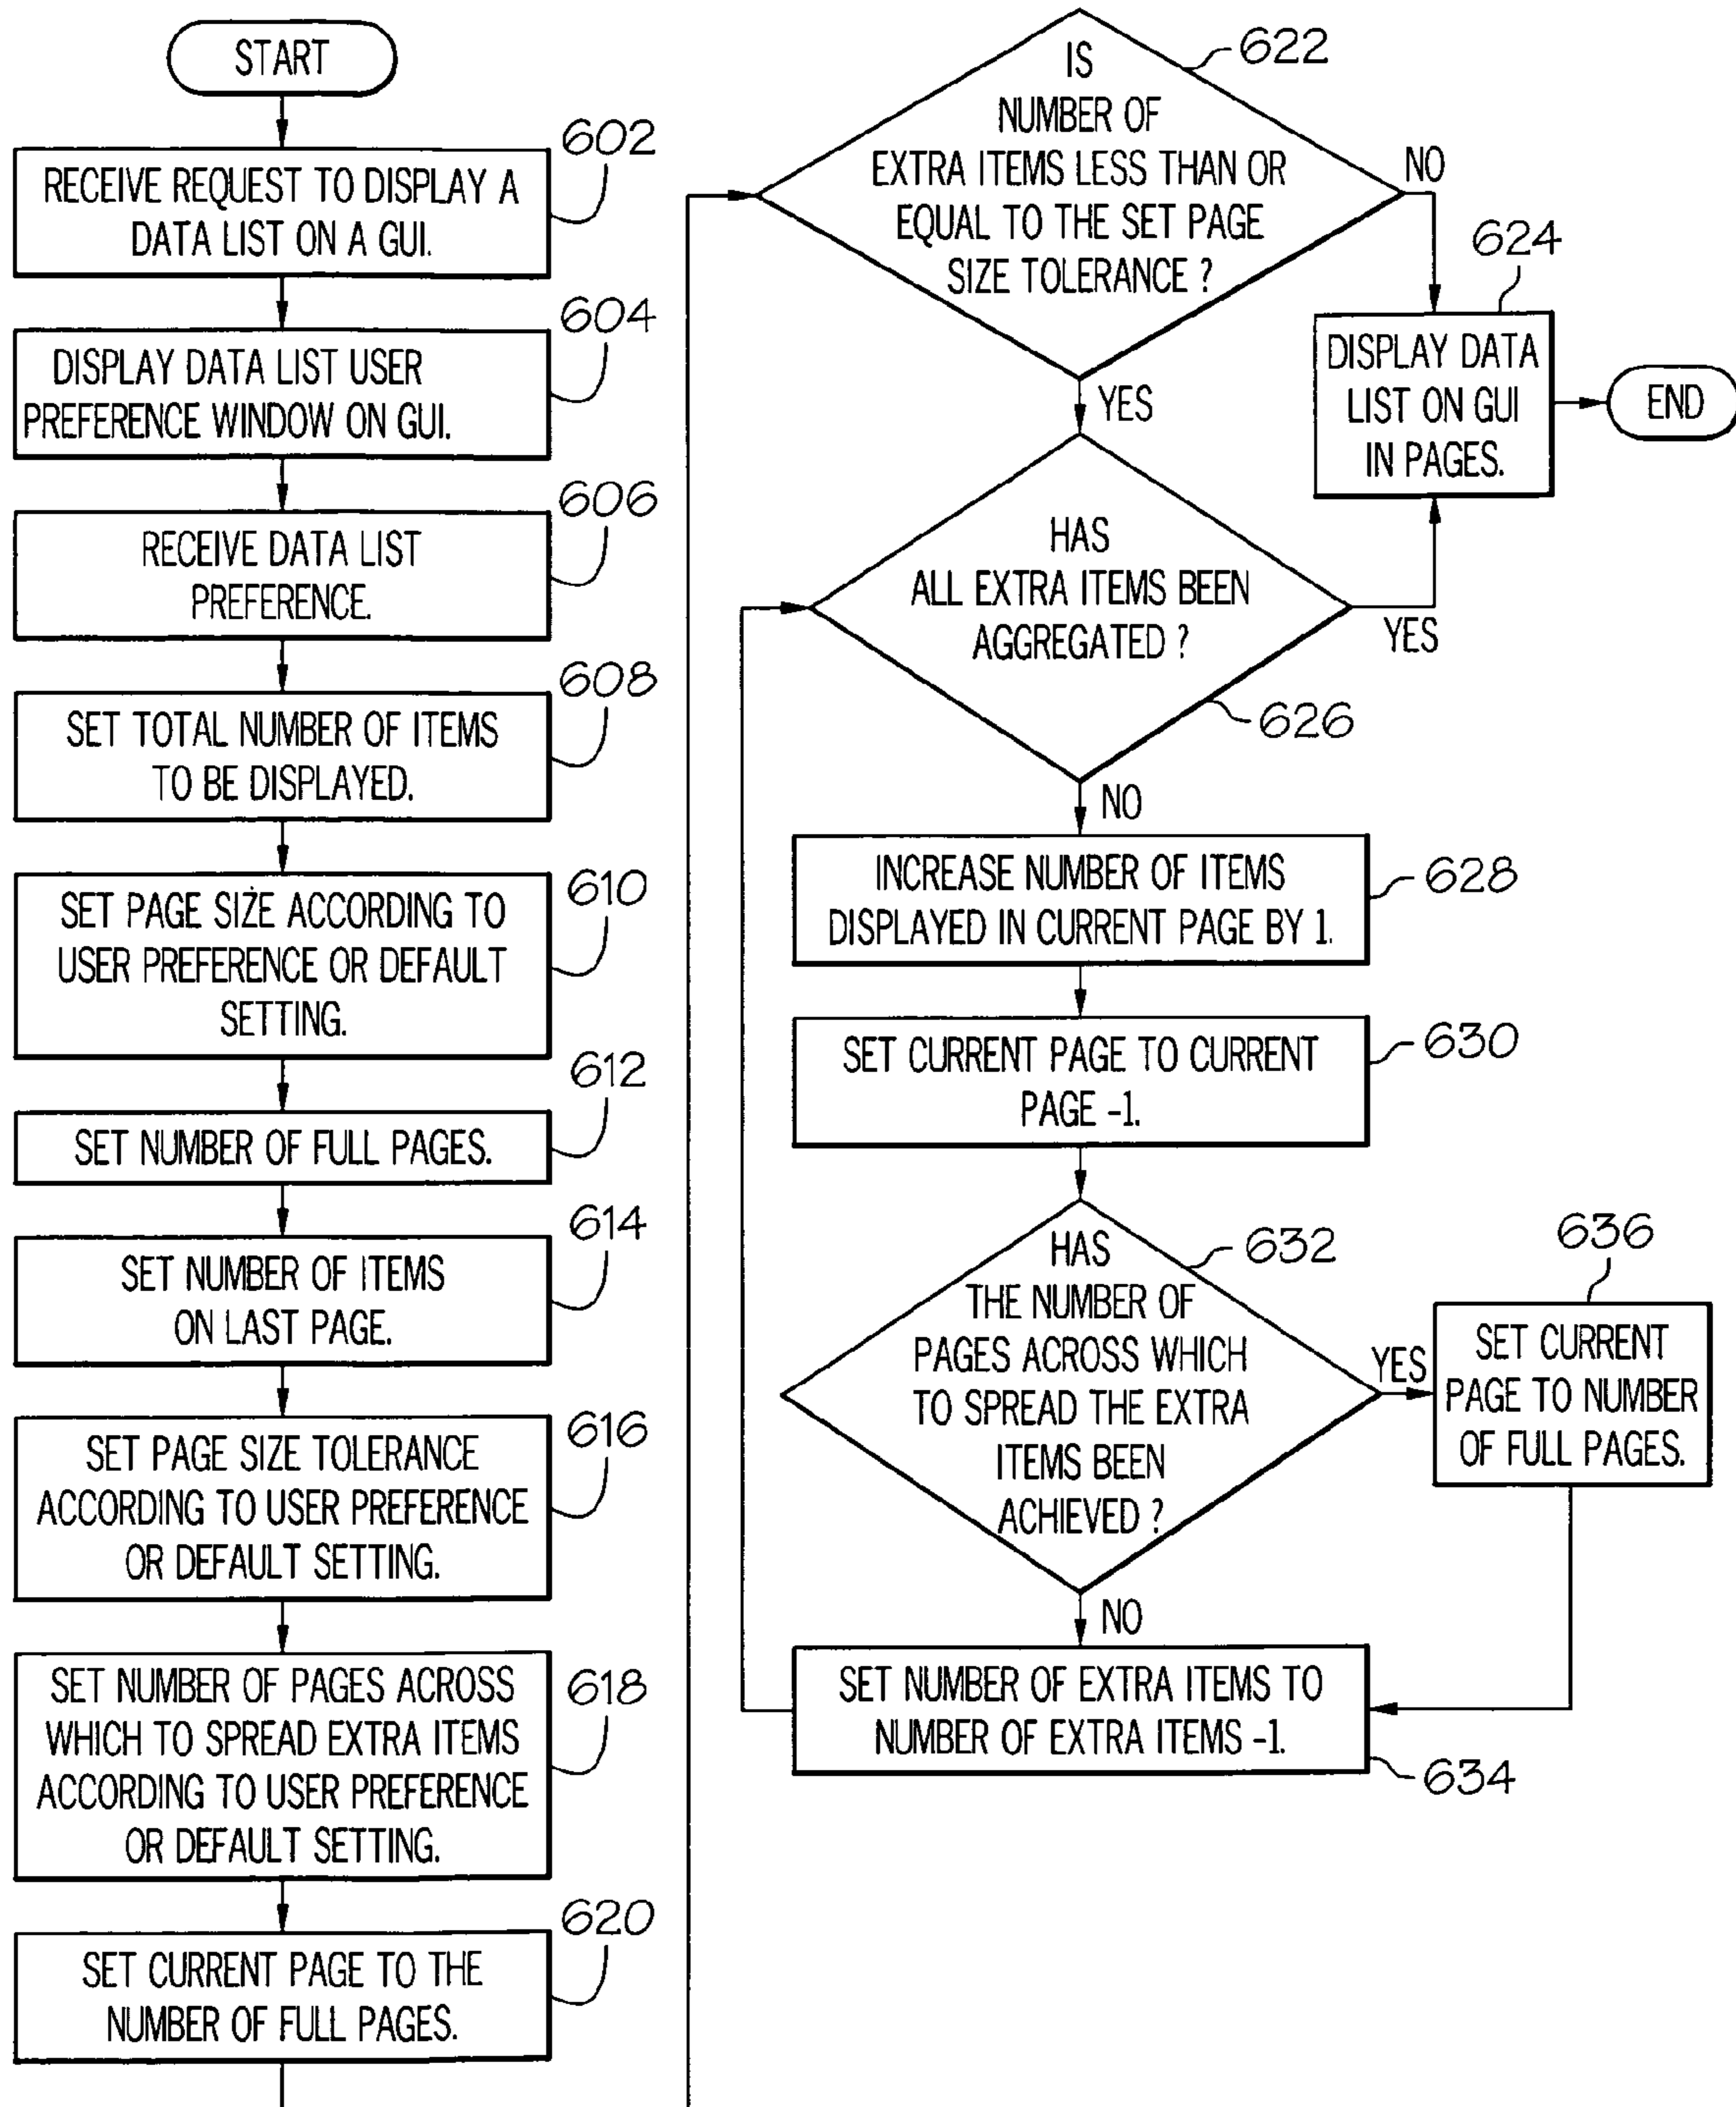 START
602
RECEIVE REQUEST TO DISPLAY A
DATA LIST ON A GUI.
604
DISPLAY DATA LIST USER
PREFERENCE WINDOW ON GUI.
606
RECEIVE DATA LIST
PREFERENCE.
608
SET TOTAL NUMBER OF ITEMS
TO BE DISPLAYED.
610
SET PAGE SIZE ACCORDING TO
USER PREFERENCE OR DEFAULT
SETTING.
612
SET NUMBER OF FULL PAGES.
614
SET NUMBER OF ITEMS
ON LAST PAGE.
616
SET PAGE SIZE TOLERANCE
ACCORDING TO USER PREFERENCE
OR DEFAULT SETTING.
618
SET NUMBER OF PAGES ACROSS
WHICH TO SPREAD EXTRA ITEMS
ACCORDING TO USER PREFERENCE
OR DEFAULT SETTING.
620
SET CURRENT PAGE TO THE
NUMBER OF FULL PAGES.
622
IS
NUMBER OF
EXTRA ITEMS LESS THAN OR
EQUAL TO THE SET PAGE
SIZE TOLERANCE ?
NO
YES
624
DISPLAY DATA
LIST ON GUI
IN PAGES.
END
HAS
ALL EXTRA ITEMS BEEN
AGGREGATED ?
YES
626
NO
INCREASE NUMBER OF ITEMS
DISPLAYED IN CURRENT PAGE BY 1.
628
SET CURRENT PAGE TO CURRENT
PAGE -1.
630
HAS
THE NUMBER OF
PAGES ACROSS WHICH
TO SPREAD THE EXTRA
ITEMS BEEN
ACHIEVED ?
632
YES
636
SET CURRENT
PAGE TO NUMBER
OF FULL PAGES.
NO
SET NUMBER OF EXTRA ITEMS TO
NUMBER OF EXTRA ITEMS -1.
634